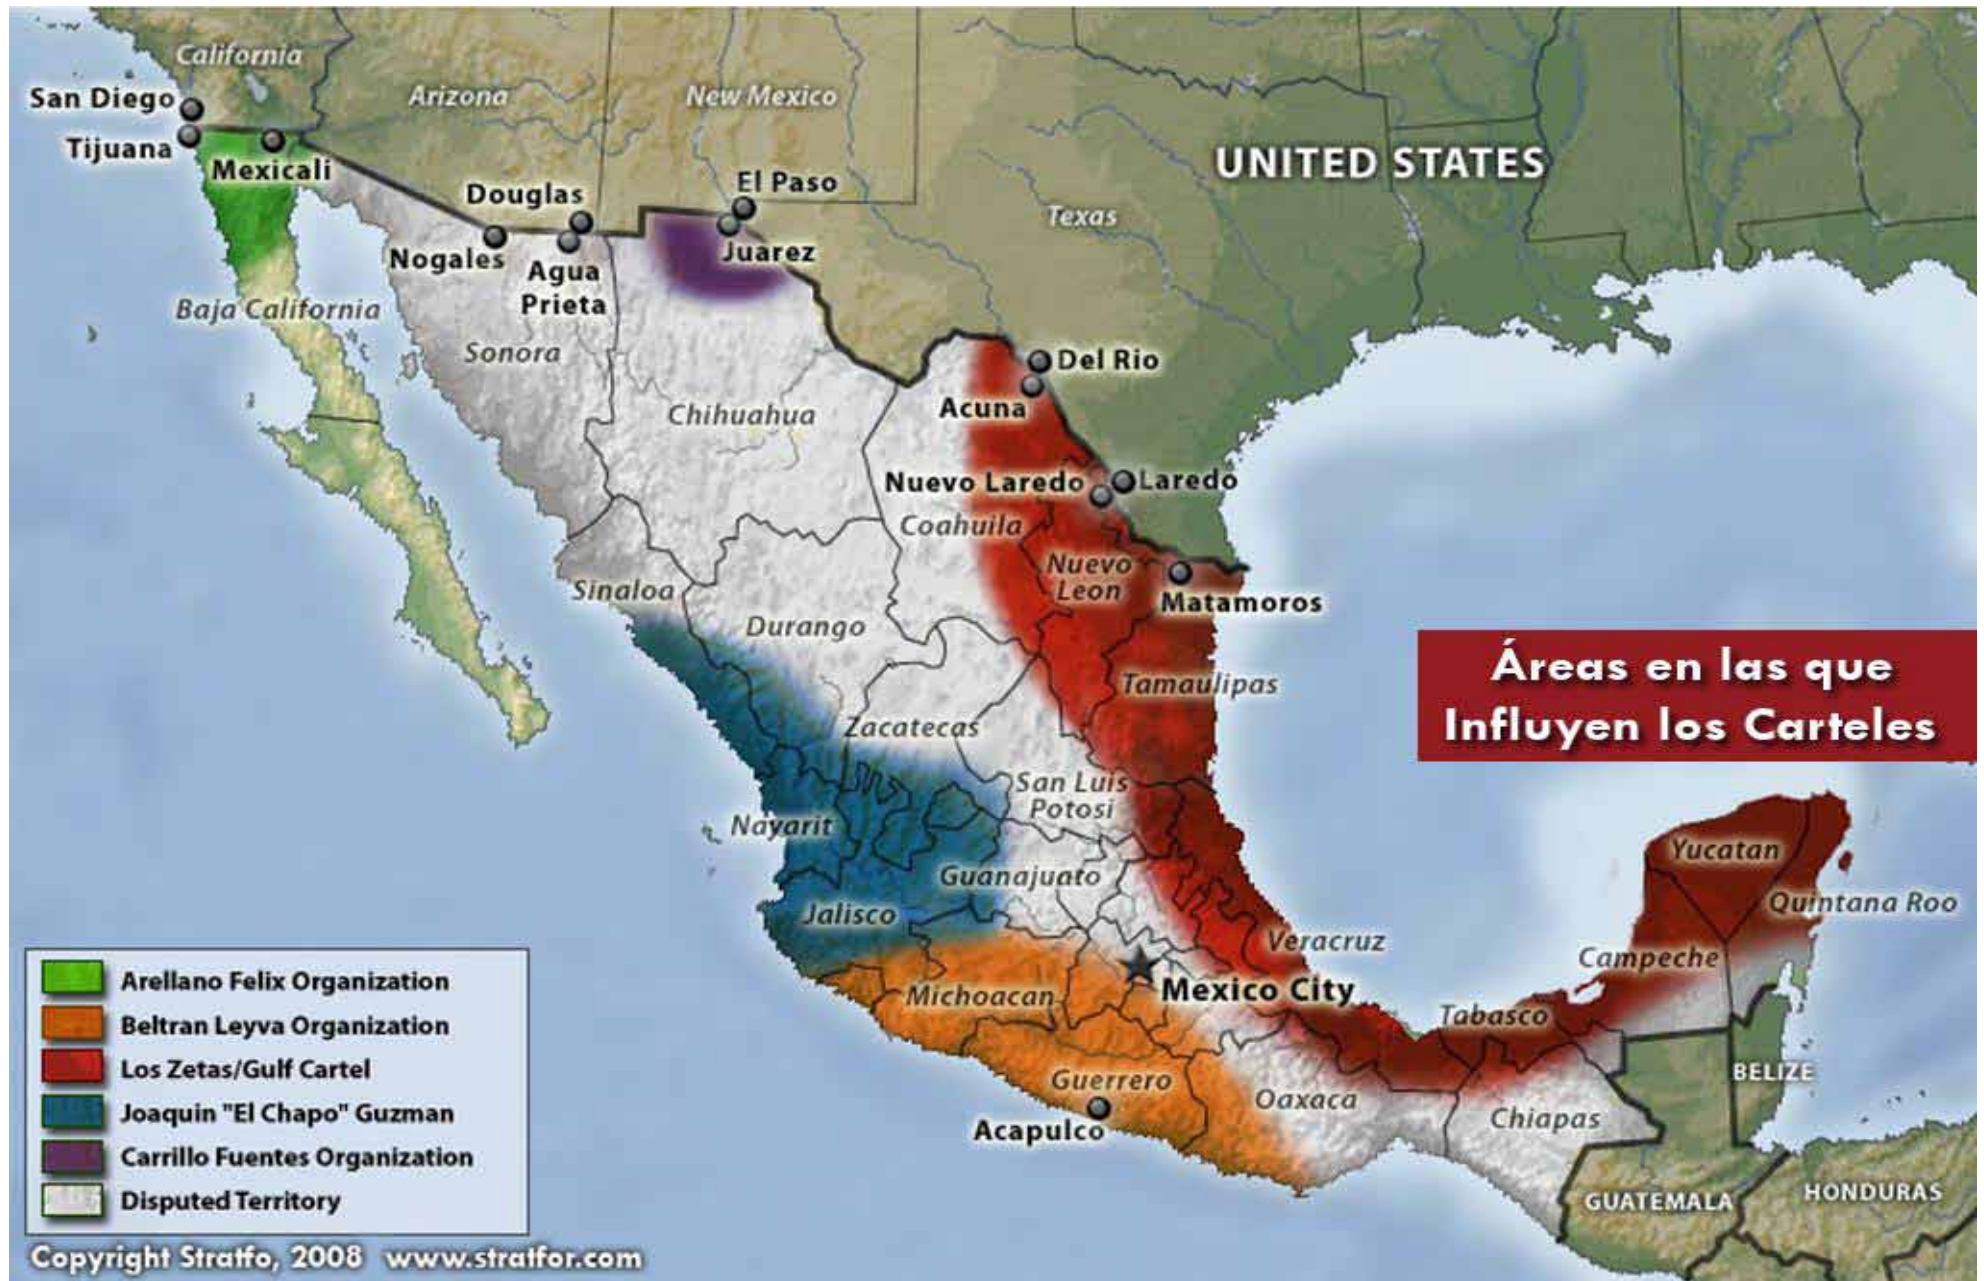 California
Arizona
New Mexico
San Diego
Tijuana
Mexicali
Douglas
El Paso
UNITED STATES
Texas
Nogales
Agua
Prieta
Juarez
Baja California
Sonora
Chihuahua
Del Rio
Acuna
Nuevo Laredo
Laredo
Coahuila
Nuevo
Leon
Sinaloa
Matamoros
Durango
Tamaulipas
Áreas en las que
Influyen los Carteles
Zacatecas
San Luis
Potosi
Nayarit
Guanajuato
Jalisco
Yucatan
Quintana Roo
Veracruz
Campeche
Michoacan
Mexico City
Tabasco
Guerrero
Acapulco
Oaxaca
Chiapas
BELIZE
GUATEMALA
HONDURAS
Arellano Felix Organization
Beltran Leyva Organization
Los Zetas/Gulf Cartel
Joaquin "El Chapo" Guzman
Carrillo Fuentes Organization
Disputed Territory
Copyright Stratfo, 2008 www.stratfor.com